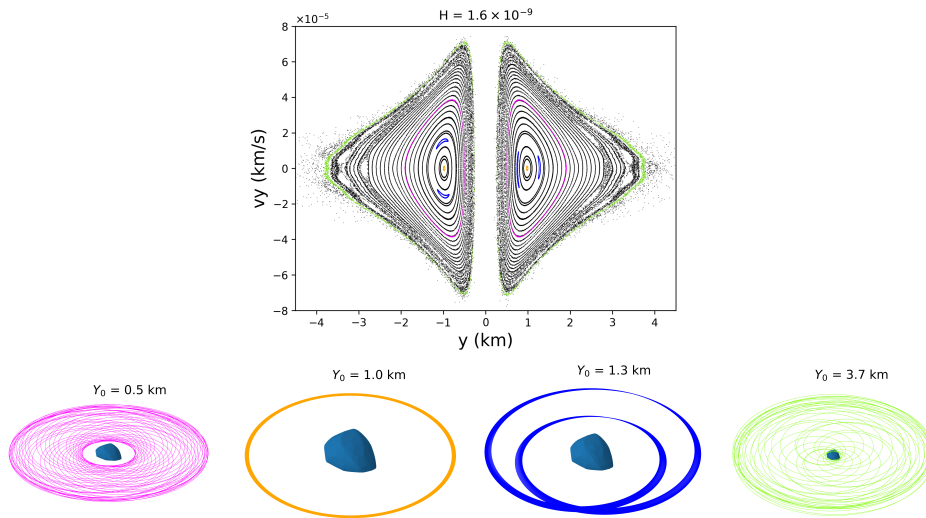 ×10⁻⁵
H = 1.6 × 10⁻⁹
8
6
4
2
0
−2
−4
−6
−8
vy (km/s)
−4 −3 −2 −1 0 1 2 3 4
y (km)
Y₀ = 0.5 km
Y₀ = 1.0 km
Y₀ = 1.3 km
Y₀ = 3.7 km